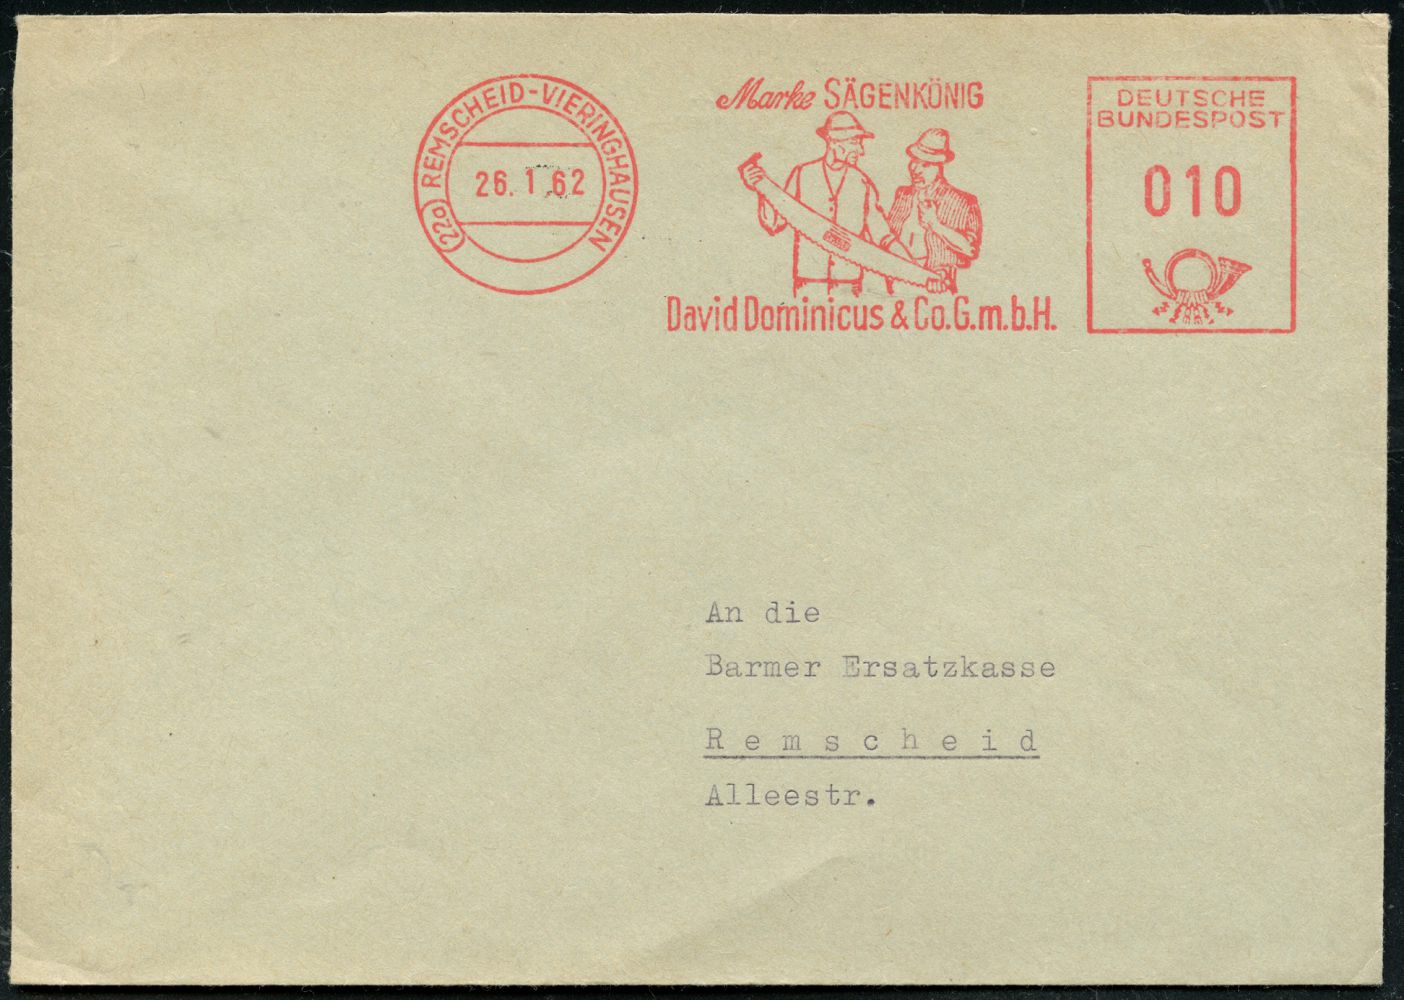 (22a) REMSCHEID-VIERINGHAUSEN
26. 1 62
Marke SÄGENKÖNIG
David Dominicus & Co. G.m.b.H.
DEUTSCHE
BUNDESPOST
010
An die
Barmer Ersatzkasse
Remscheid
Alleestr.